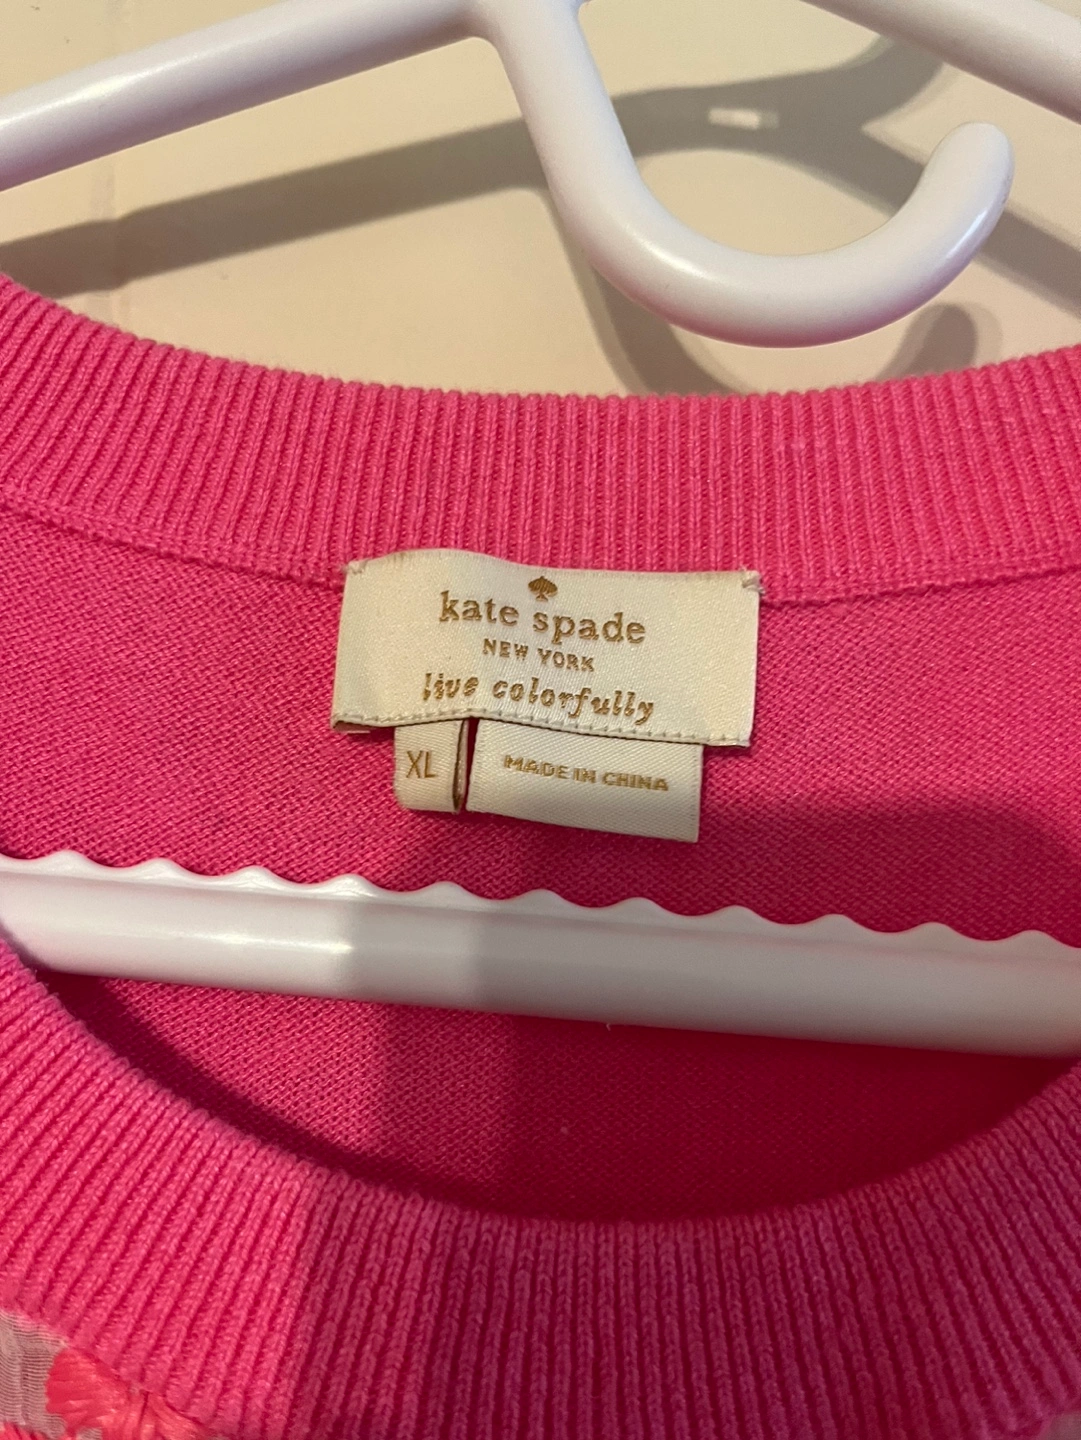 kate spade
NEW YORK
live colorfully
XL
MADE IN CHINA